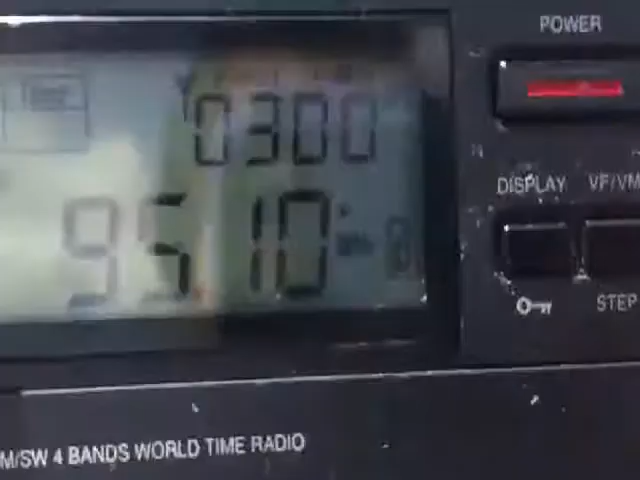 POWER
0300
DISPLAY VF/VM
9510
STEP
M/SW 4 BANDS WORLD TIME RADIO